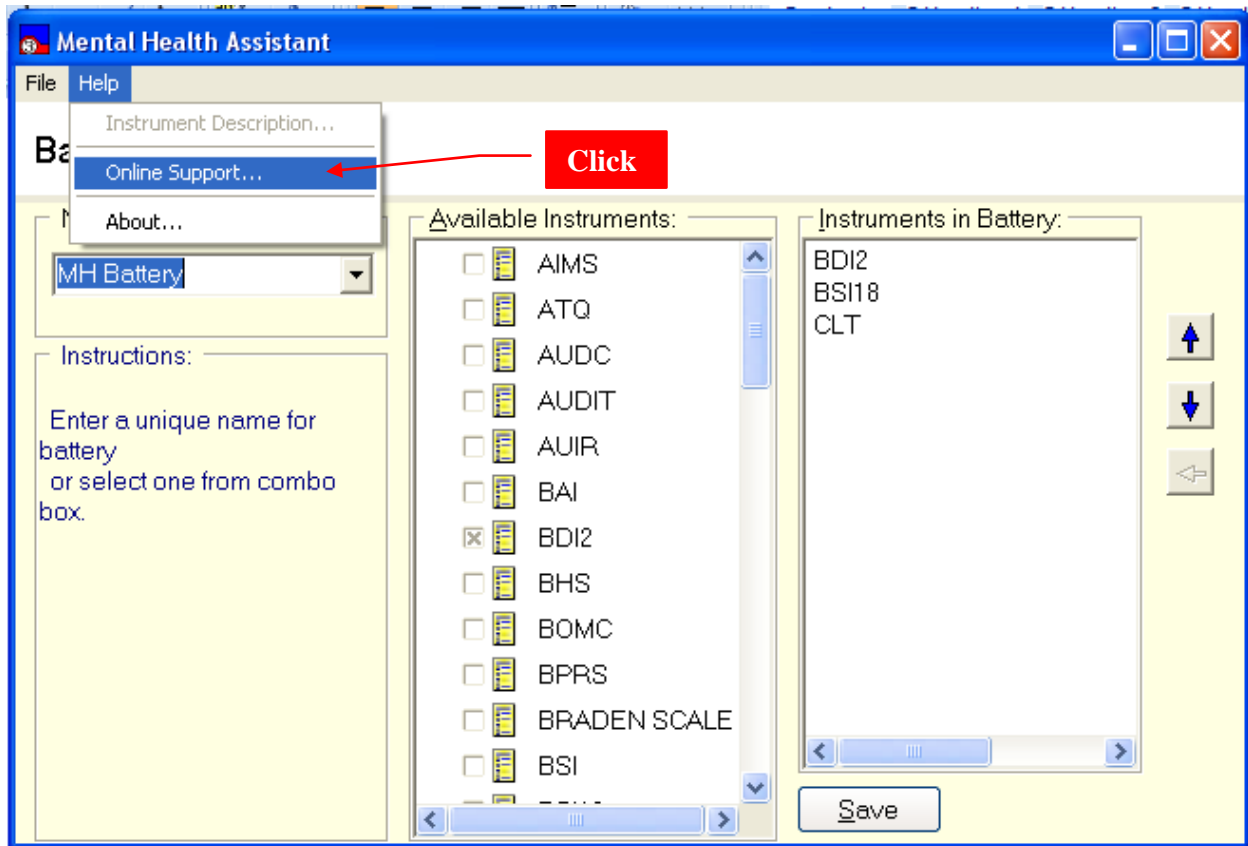 Mental Health Assistant
File Help
Instrument Description...
Online Support...
About...
Click
MH Battery
Instructions:
Enter a unique name for
battery
or select one from combo
box.
Available Instruments:
AIMS
ATQ
AUDC
AUDIT
AUIR
BAI
BDI2
BHS
BOMC
BPRS
BRADEN SCALE
BSI
Instruments in Battery:
BDI2
BSI18
CLT
Save